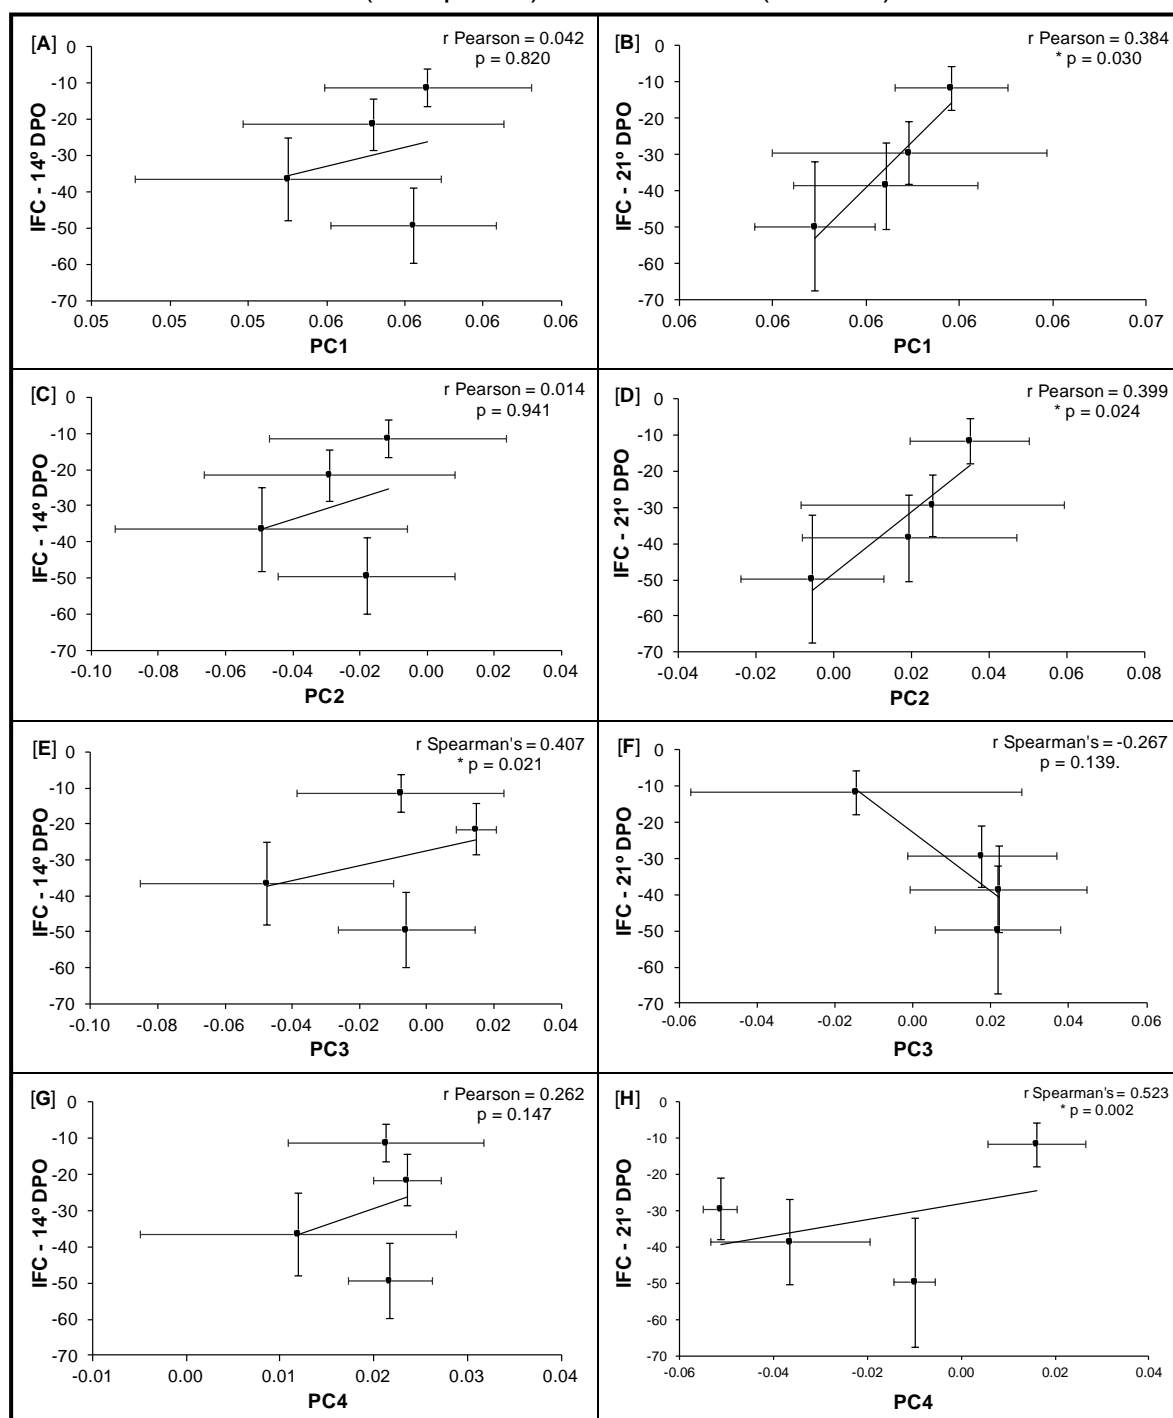 [A]
r Pearson = 0.042
p = 0.820
IFC - 14º DPO
0
-10
-20
-30
-40
-50
-60
-70
0.05 0.05 0.05 0.06 0.06 0.06 0.06
PC1
[B]
r Pearson = 0.384
* p = 0.030
IFC - 21º DPO
0
-10
-20
-30
-40
-50
-60
-70
0.06 0.06 0.06 0.06 0.06 0.07
PC1
[C]
r Pearson = 0.014
p = 0.941
IFC - 14º DPO
0
-10
-20
-30
-40
-50
-60
-70
-0.10 -0.08 -0.06 -0.04 -0.02 0.00 0.02 0.04
PC2
[D]
r Pearson = 0.399
* p = 0.024
IFC - 21º DPO
0
-10
-20
-30
-40
-50
-60
-70
-0.04 -0.02 0.00 0.02 0.04 0.06 0.08
PC2
[E]
r Spearman's = 0.407
* p = 0.021
IFC - 14º DPO
0
-10
-20
-30
-40
-50
-60
-70
-0.10 -0.08 -0.06 -0.04 -0.02 0.00 0.02 0.04
PC3
[F]
r Spearman's = -0.267
p = 0.139.
IFC - 21º DPO
0
-10
-20
-30
-40
-50
-60
-70
-0.06 -0.04 -0.02 0.00 0.02 0.04 0.06
PC3
[G]
r Pearson = 0.262
p = 0.147
IFC - 14º DPO
0
-10
-20
-30
-40
-50
-60
-70
-0.01 0.00 0.01 0.02 0.03 0.04
PC4
[H]
r Spearman's = 0.523
* p = 0.002
IFC - 21º DPO
0
-10
-20
-30
-40
-50
-60
-70
-0.06 -0.04 -0.02 0.00 0.02 0.04
PC4